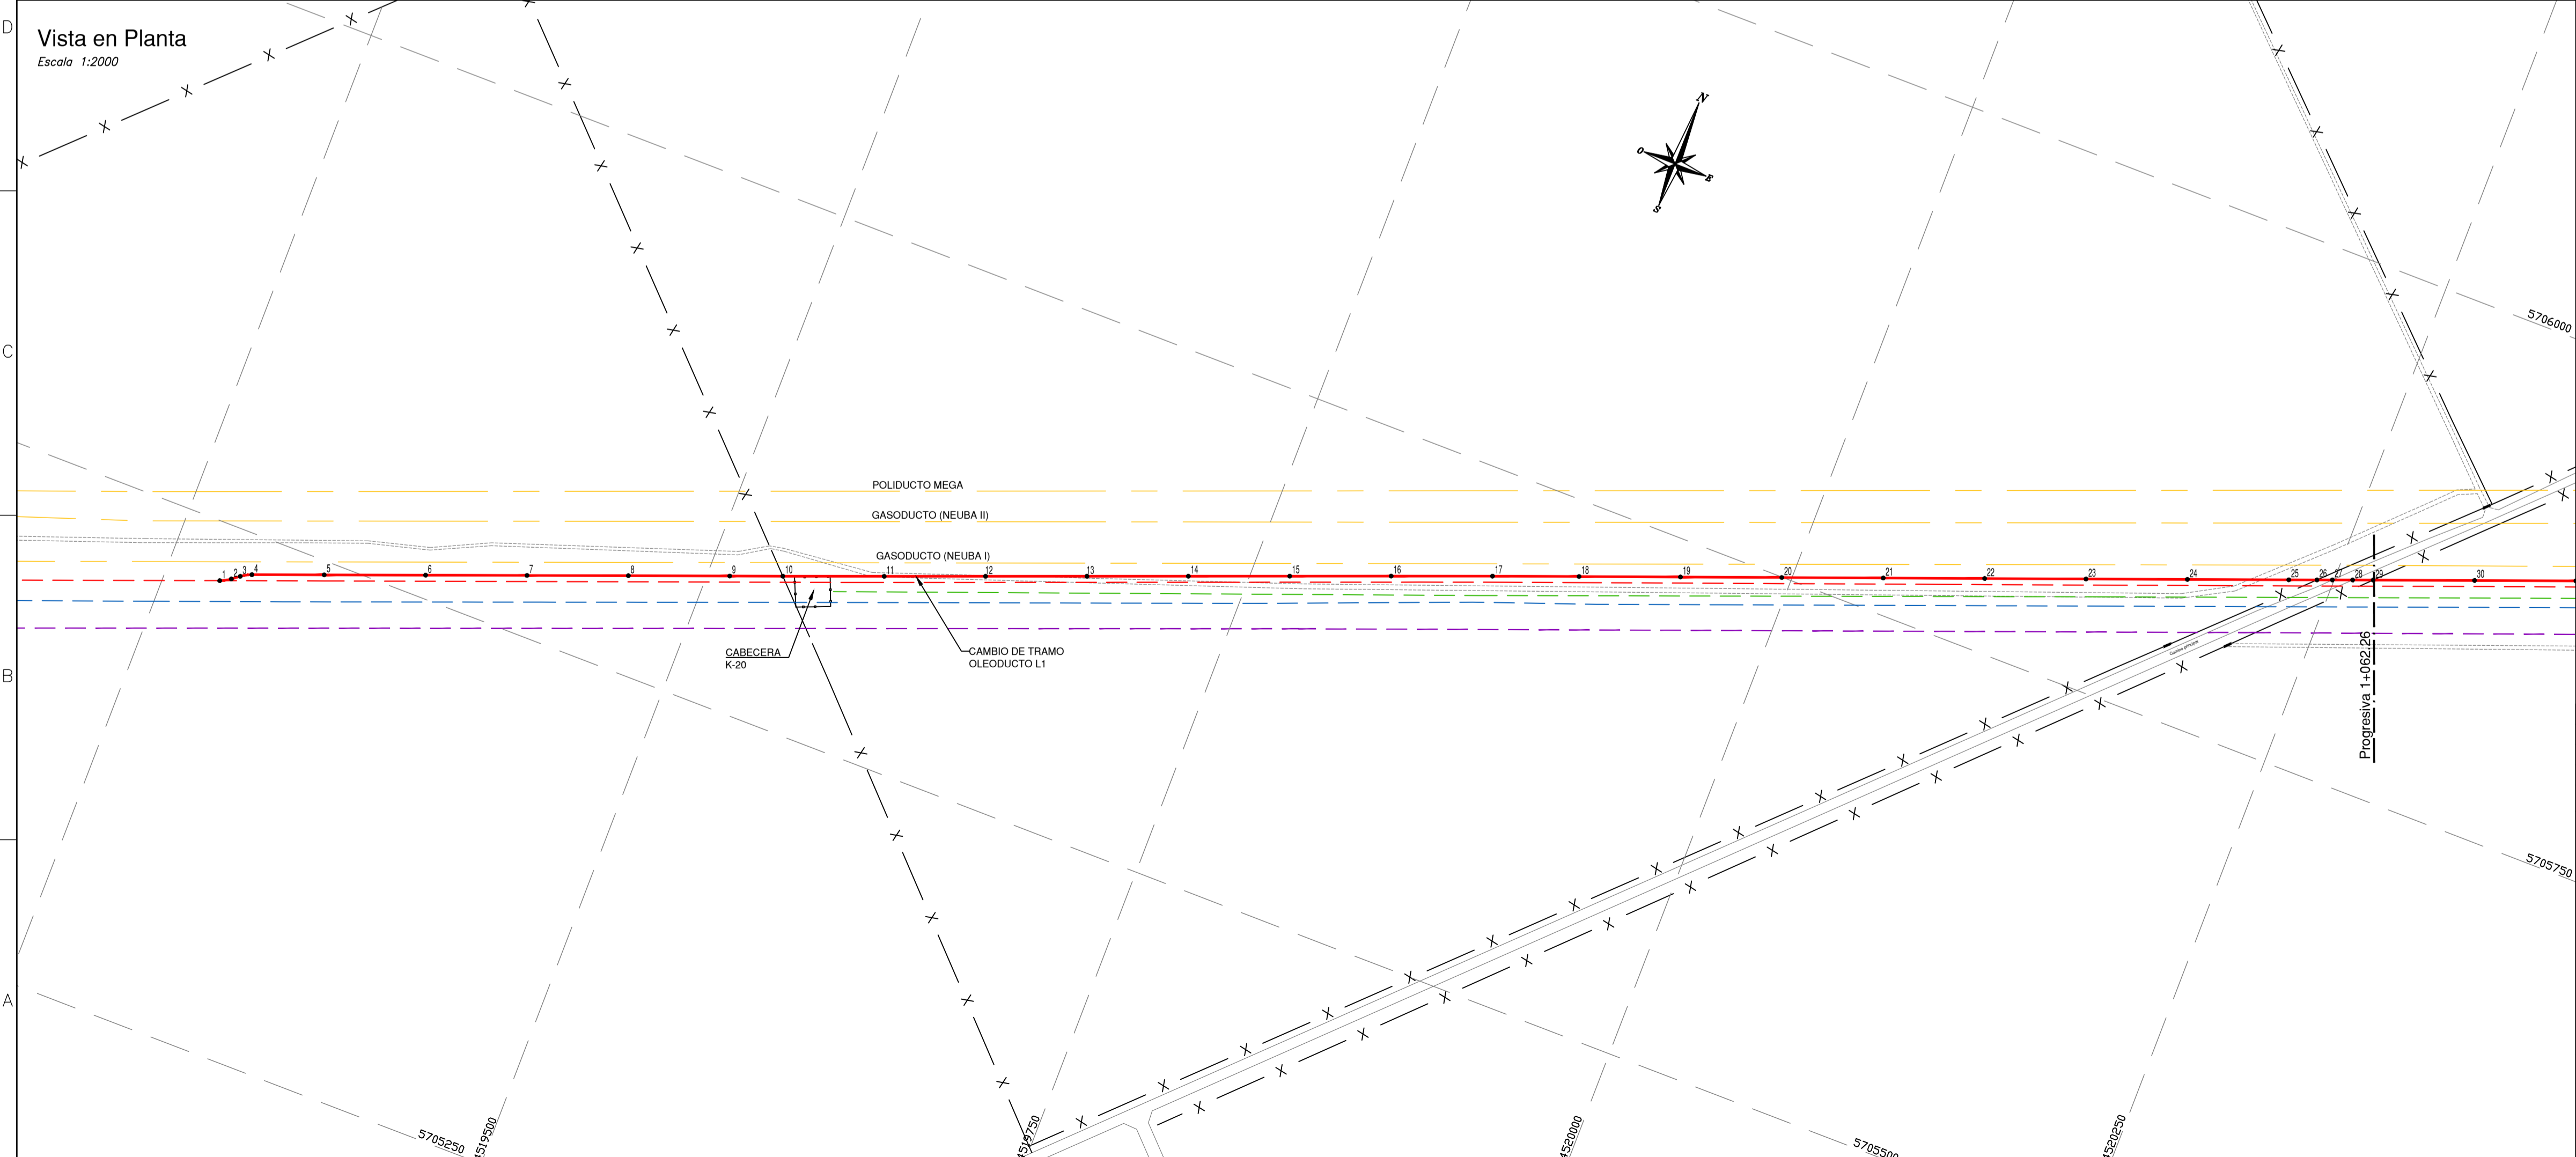 D
Vista en Planta
Escala 1:2000
N
O
E
S
5706000
C
POLIDUCTO MEGA
GASODUCTO (NEUBA II)
GASODUCTO (NEUBA I)
1 2 3 4 5 6 7 8 9 10 11 12 13 14 15 16 17 18 19 20 21 22 23 24 25 26 27 28 29 30
CABECERA
K-20
CAMBIO DE TRAMO
OLEODUCTO L1
Camino principal
Progresiva 1+062.26
B
5705750
A
5705250
4519500
4519750
4520000
5705500
4520250